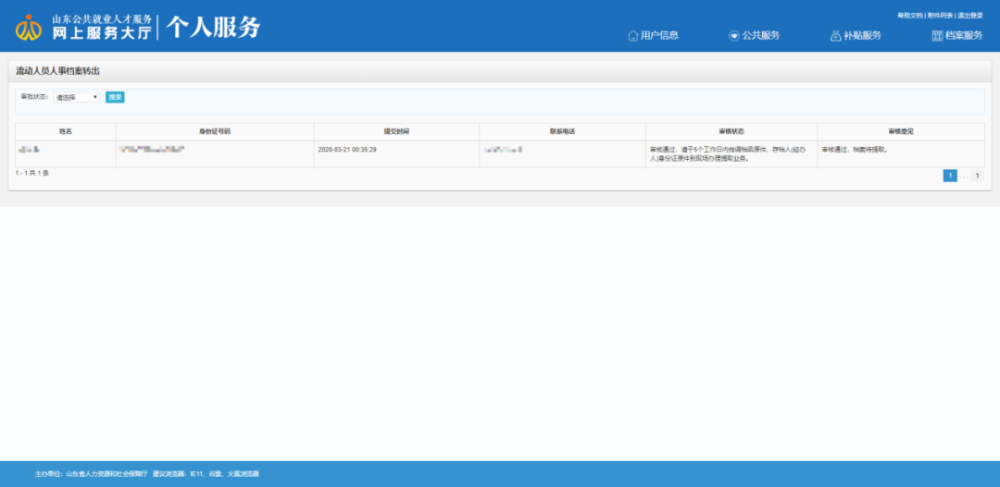 山东公共就业人才服务
网上服务大厅
个人服务
帮助文档 | 附件列表 | 退出登录
用户信息
公共服务
补贴服务
档案服务
流动人员人事档案转出
审批状态： 请选择 搜索
姓名 身份证号码 提交时间 联系电话 审核状态 审核意见
2020-03-21 00:35:29
审核通过，请于5个工作日内持调档函原件、存档人(经办
人)身份证原件到现场办理提取业务。
审核通过，档案待提取。
1 - 1 共 1 条
1 . . . 1
主办单位：山东省人力资源和社会保障厅 建议浏览器：IE11、谷歌、火狐浏览器